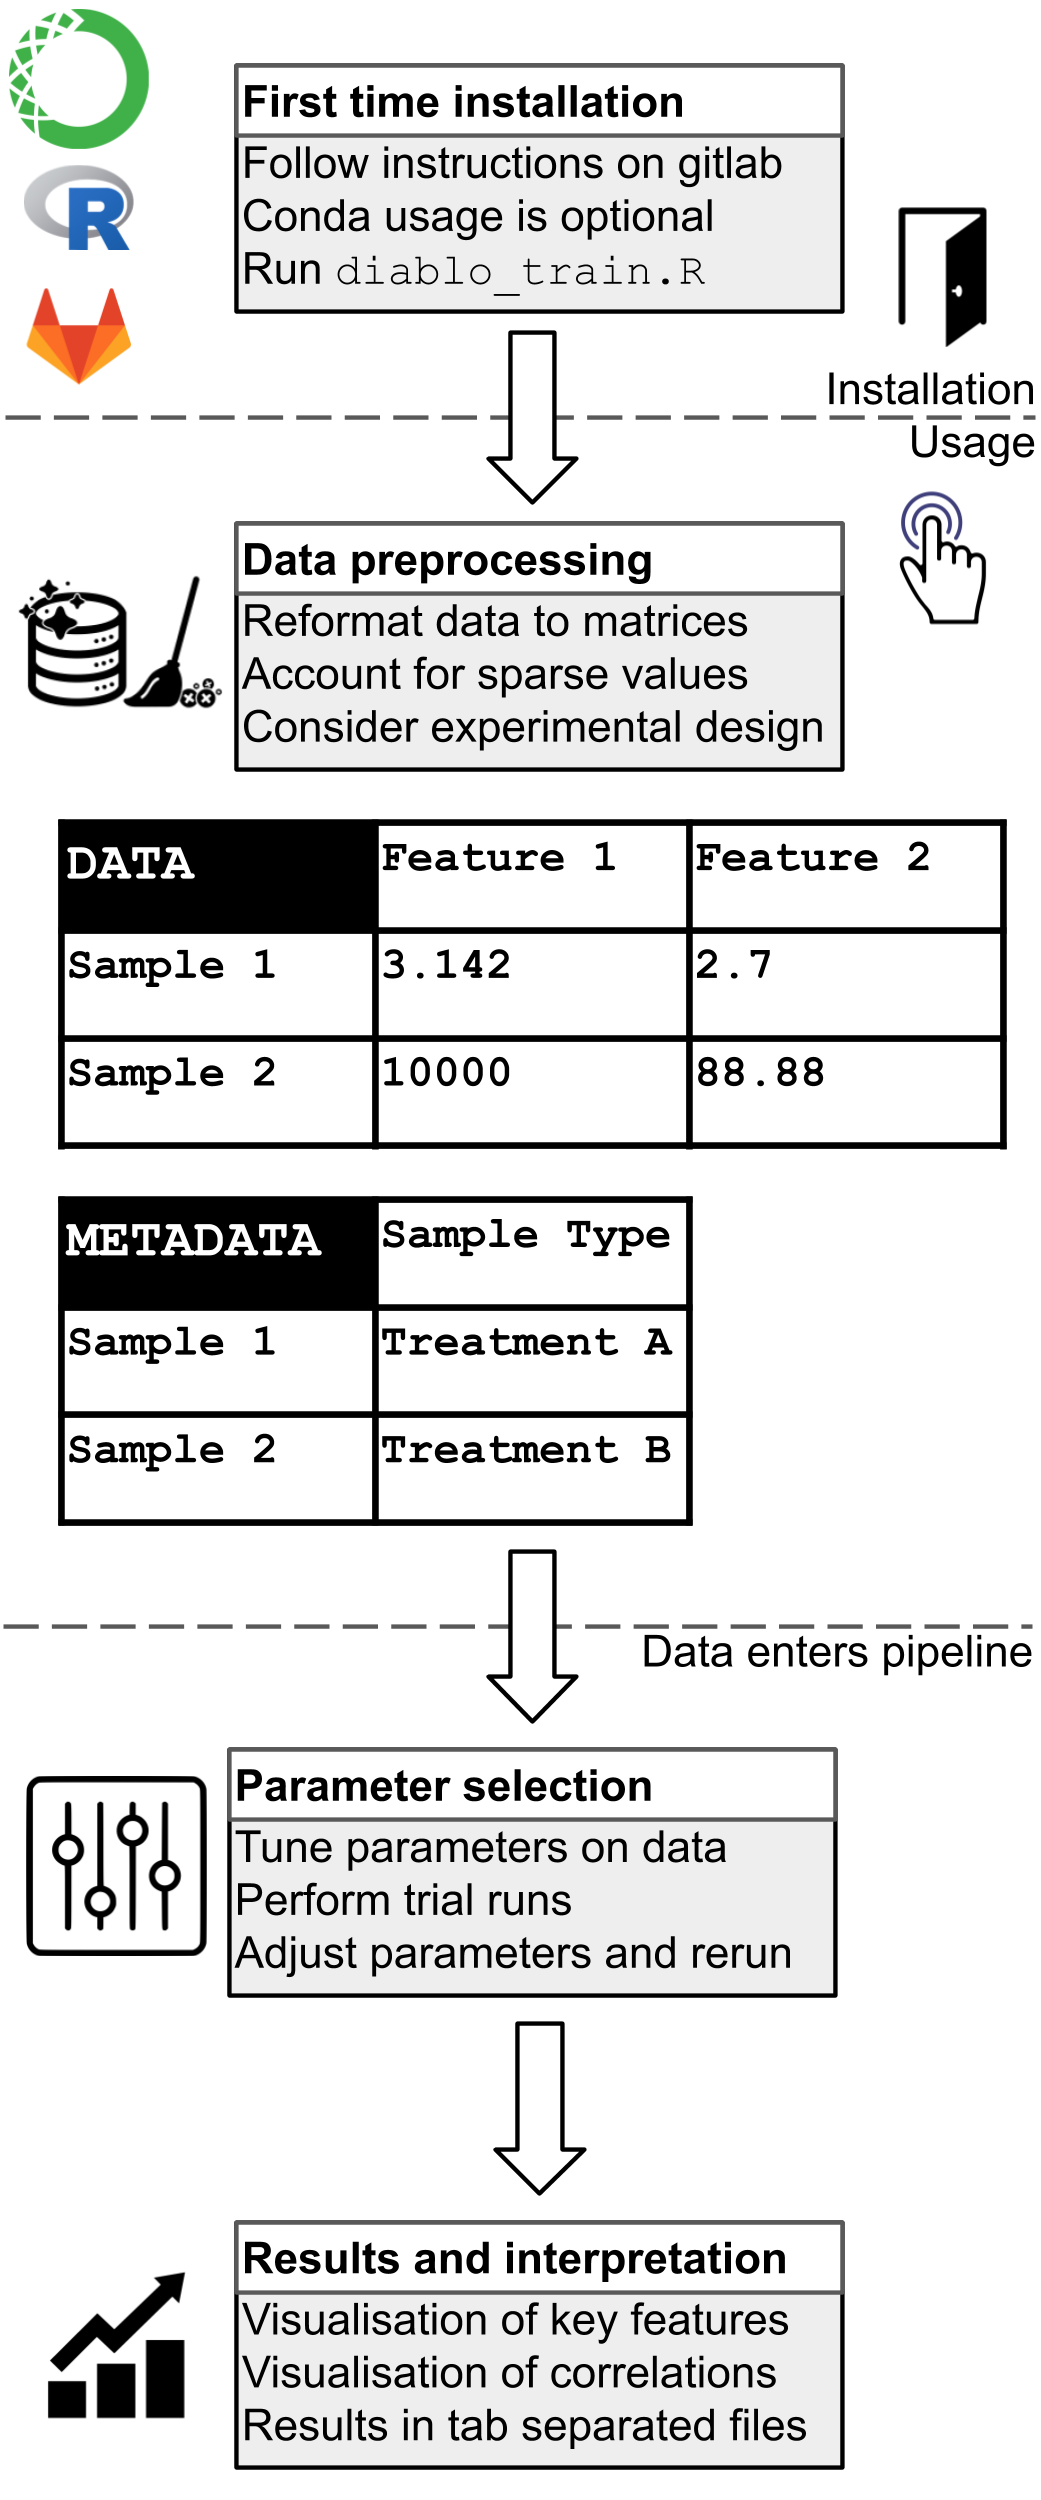 First time installation
Follow instructions on gitlab
Conda usage is optional
Run diablo_train.R
Installation
Usage
Data preprocessing
Reformat data to matrices
Account for sparse values
Consider experimental design
DATA Feature 1 Feature 2
Sample 1 3.142 2.7
Sample 2 10000 88.88
METADATA Sample Type
Sample 1 Treatment A
Sample 2 Treatment B
Data enters pipeline
Parameter selection
Tune parameters on data
Perform trial runs
Adjust parameters and rerun
Results and interpretation
Visualisation of key features
Visualisation of correlations
Results in tab separated files
R